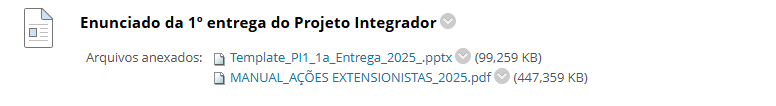 Enunciado da 1º entrega do Projeto Integrador
Arquivos anexados: Template_PI1_1a_Entrega_2025_.pptx (99,259 KB)
MANUAL_AÇÕES EXTENSIONISTAS_2025.pdf (447,359 KB)